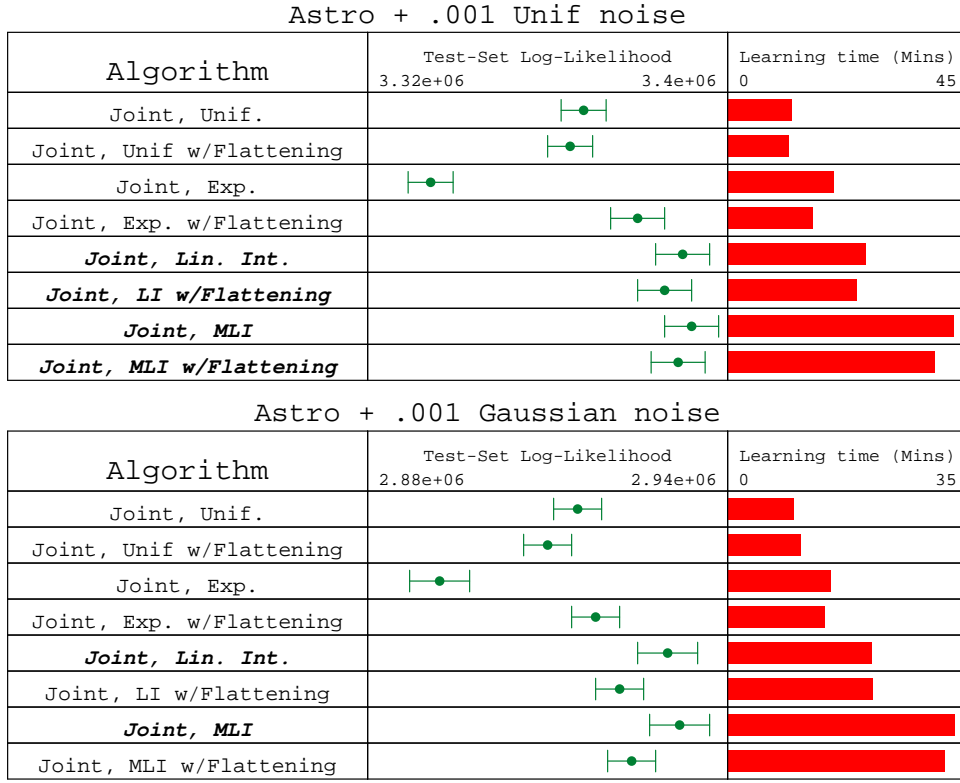 Astro + .001 Unif noise
Algorithm
Test-Set Log-Likelihood
3.32e+06 3.4e+06
Learning time (Mins)
0 45
Joint, Unif.
Joint, Unif w/Flattening
Joint, Exp.
Joint, Exp. w/Flattening
Joint, Lin. Int.
Joint, LI w/Flattening
Joint, MLI
Joint, MLI w/Flattening
Astro + .001 Gaussian noise
Algorithm
Test-Set Log-Likelihood
2.88e+06 2.94e+06
Learning time (Mins)
0 35
Joint, Unif.
Joint, Unif w/Flattening
Joint, Exp.
Joint, Exp. w/Flattening
Joint, Lin. Int.
Joint, LI w/Flattening
Joint, MLI
Joint, MLI w/Flattening